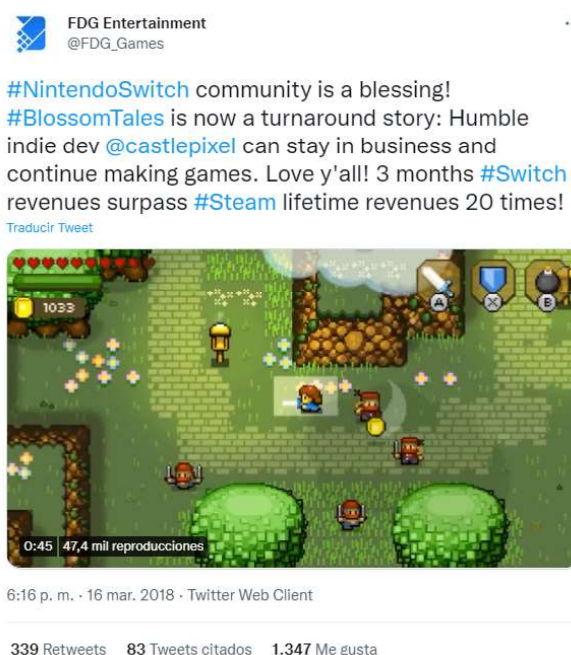 FDG Entertainment
@FDG_Games
#NintendoSwitch community is a blessing!
#BlossomTales is now a turnaround story: Humble
indie dev @castlepixel can stay in business and
continue making games. Love y'all! 3 months #Switch
revenues surpass #Steam lifetime revenues 20 times!
Traducir Tweet
1033
A X B
0:45 47,4 mil reproducciones
6:16 p. m. · 16 mar. 2018 · Twitter Web Client
339 Retweets 83 Tweets citados 1.347 Me gusta